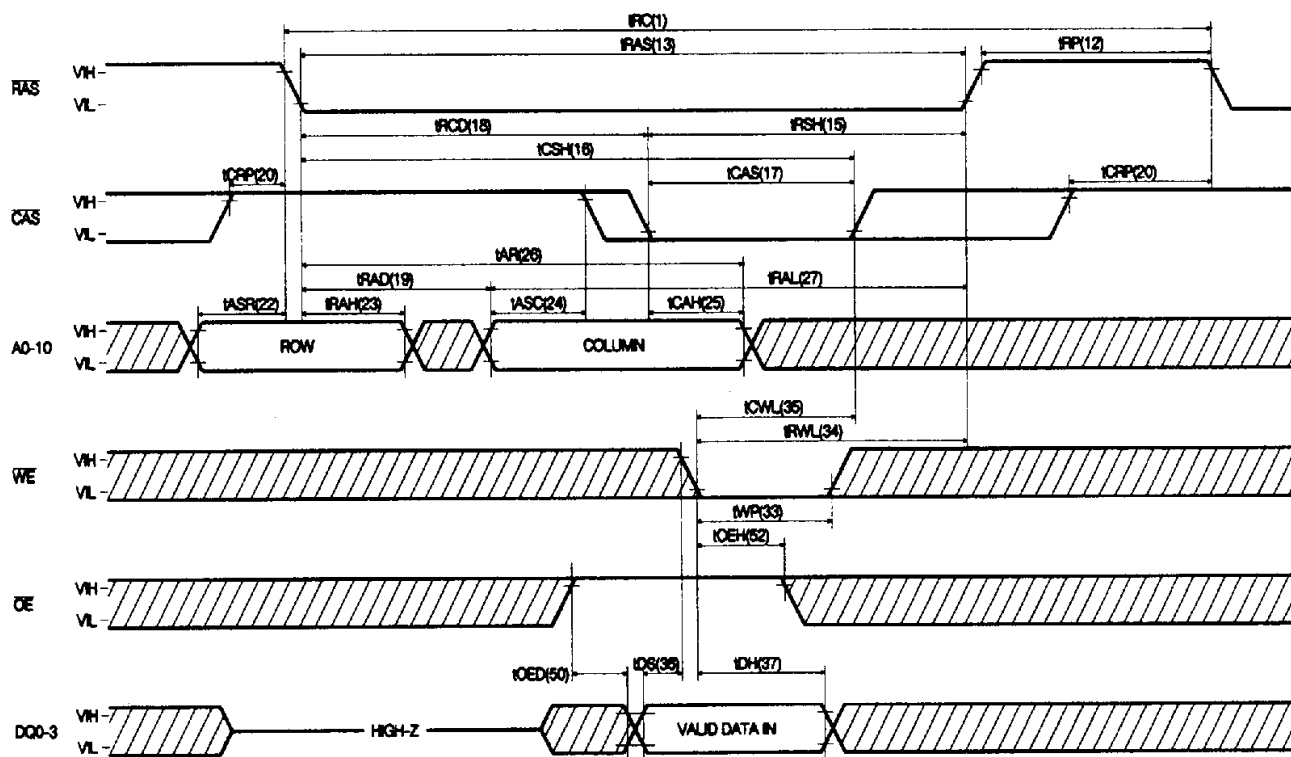 tRC(1)
tRAS(13)
tRP(12)
RAS
VIH
VIL
tRCD(18)
tRSH(15)
tCSH(16)
tCRP(20)
tCAS(17)
tCRP(20)
CAS
VIH
VIL
tAR(26)
tRAD(19)
tRAL(27)
tASR(22)
tRAH(23)
tASC(24)
tCAH(25)
A0-10
VIH
VIL
ROW
COLUMN
tCWL(35)
tRWL(34)
WE
VIH
VIL
tWP(33)
tOEH(52)
OE
VIH
VIL
tOED(50)
tDS(36)
tDH(37)
DQ0-3
VIH
VIL
HIGH-Z
VALID DATA IN